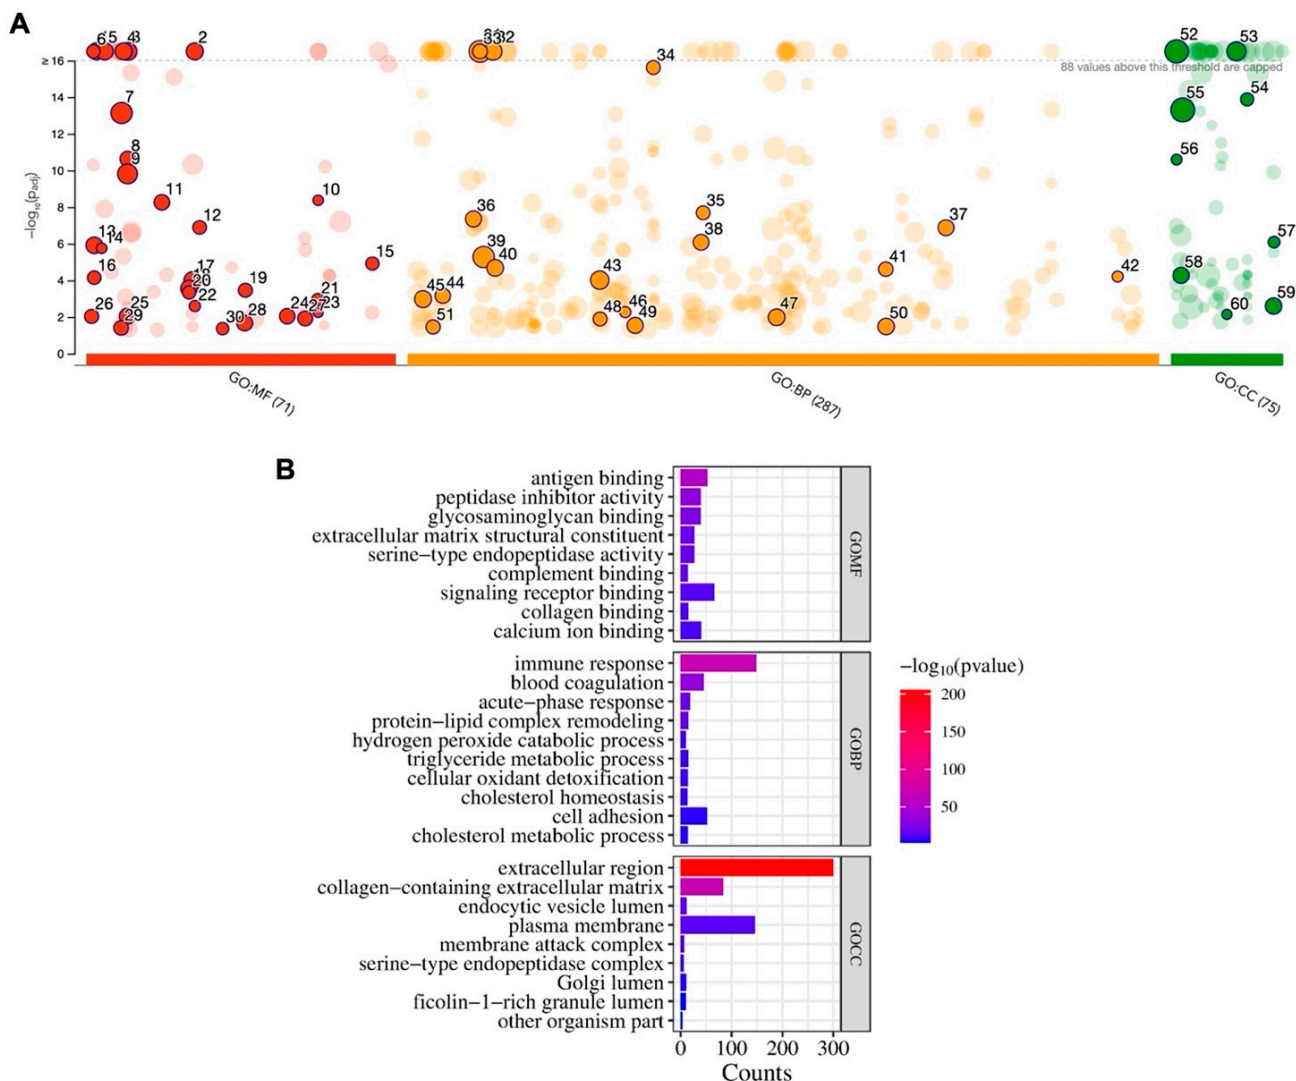 A
6 5 4 3
2
33 32
34
52
53
≥ 16
88 values above this threshold are capped
14
7
55
54
12
8
9
56
10
−log10(padj)
11
10
8
12
36
35
37
38
57
13
14
6
39
40
15
41
42
43
58
16
17
18
4
20
19
45
44
22
21
59
26
25
24
27
23
46
47
60
2
29
30
28
51
48
49
50
0
GO:MF (71)
GO:BP (287)
GO:CC (75)
B
antigen binding
peptidase inhibitor activity
glycosaminoglycan binding
extracellular matrix structural constituent
serine−type endopeptidase activity
complement binding
signaling receptor binding
collagen binding
calcium ion binding
GOMF
immune response
blood coagulation
acute−phase response
protein−lipid complex remodeling
hydrogen peroxide catabolic process
triglyceride metabolic process
cellular oxidant detoxification
cholesterol homeostasis
cell adhesion
cholesterol metabolic process
GOBP
−log10(pvalue)
200
150
100
50
extracellular region
collagen−containing extracellular matrix
endocytic vesicle lumen
plasma membrane
membrane attack complex
serine−type endopeptidase complex
Golgi lumen
ficolin−1−rich granule lumen
other organism part
GOCC
0 100 200 300
Counts